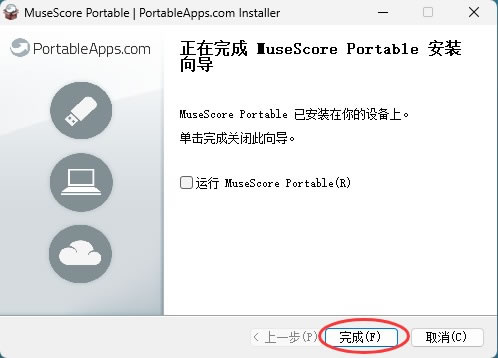 MuseScore Portable | PortableApps.com Installer
PortableApps.com
正在完成 MuseScore Portable 安装
向导
MuseScore Portable 已安装在你的设备上。
单击完成关闭此向导。
运行 MuseScore Portable(R)
< 上一步(P)
完成(F)
取消(C)